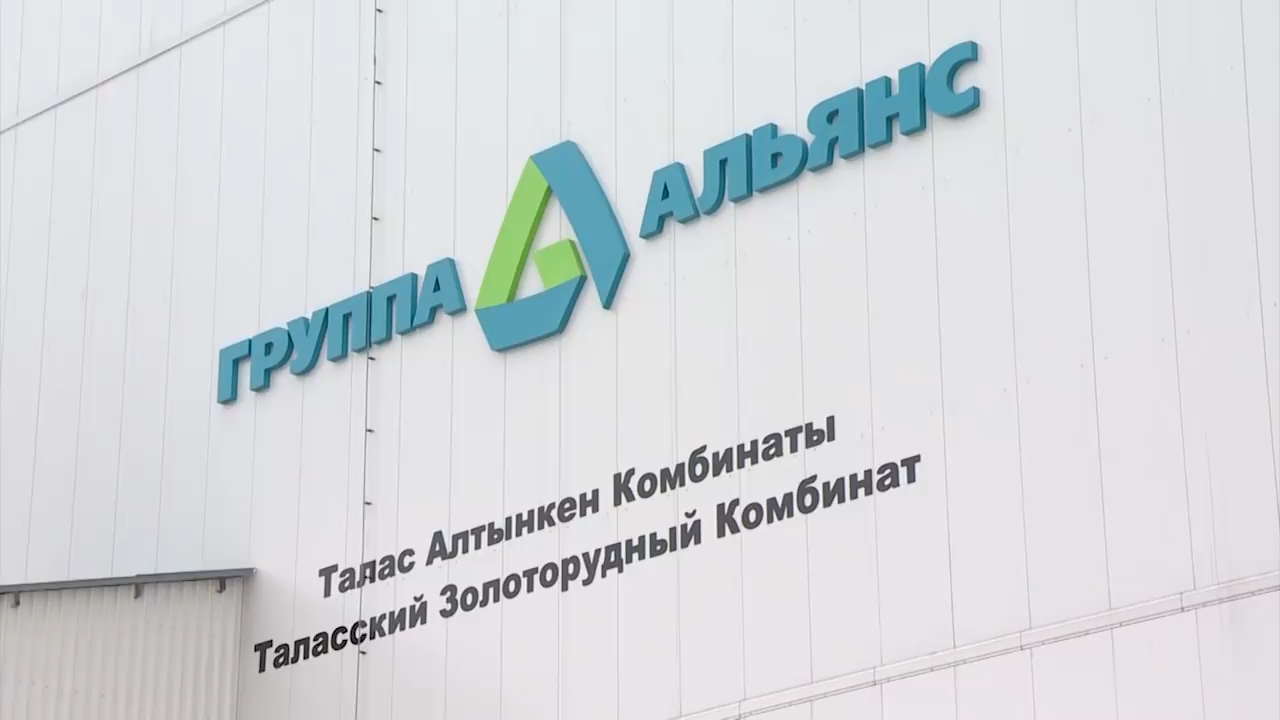 ГРУППА АЛЬЯНС
Талас Алтынкен Комбинаты
Таласский Золоторудный Комбинат